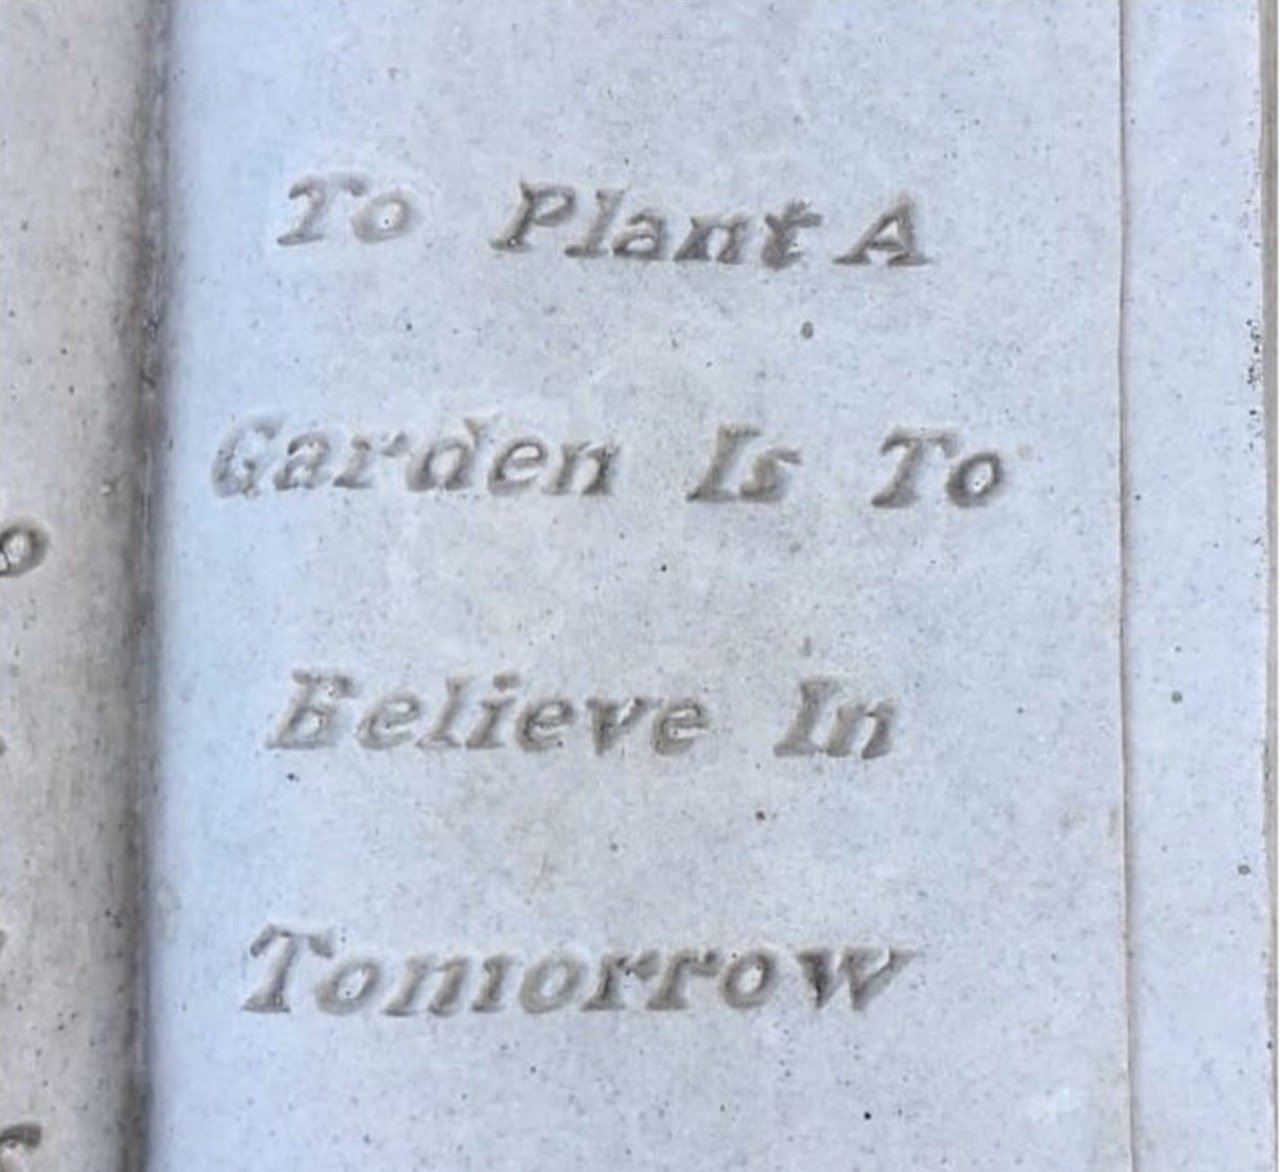 To Plant A
Garden Is To
Believe In
Tomorrow